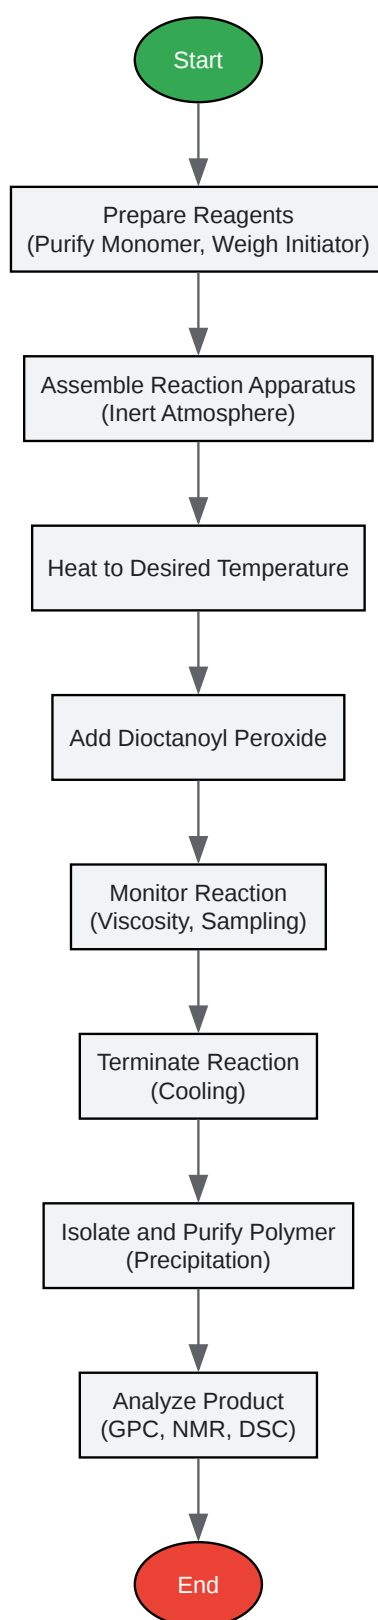 Start
Prepare Reagents
(Purify Monomer, Weigh Initiator)
Assemble Reaction Apparatus
(Inert Atmosphere)
Heat to Desired Temperature
Add Dioctanoyl Peroxide
Monitor Reaction
(Viscosity, Sampling)
Terminate Reaction
(Cooling)
Isolate and Purify Polymer
(Precipitation)
Analyze Product
(GPC, NMR, DSC)
End